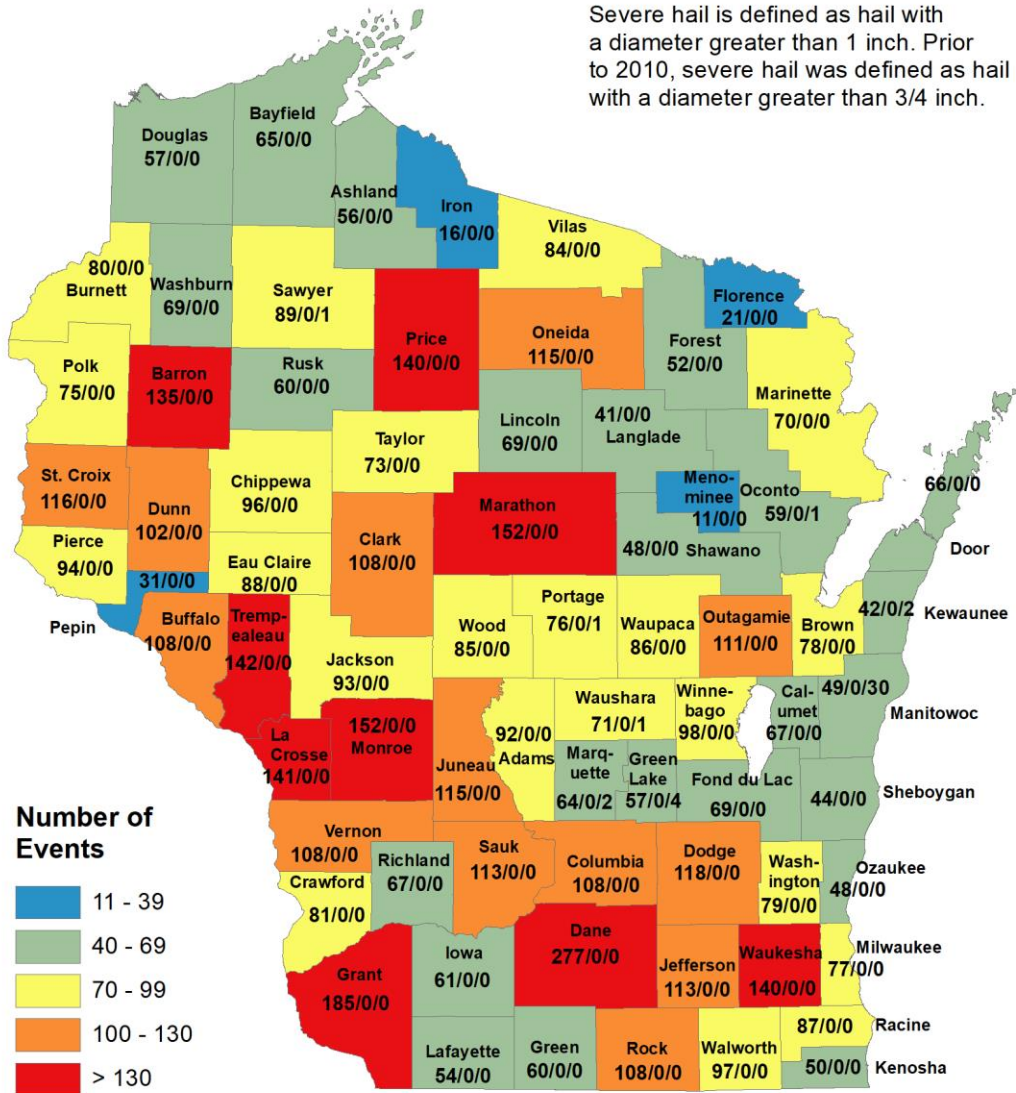 Severe hail is defined as hail with
a diameter greater than 1 inch. Prior
to 2010, severe hail was defined as hail
with a diameter greater than 3/4 inch.
Douglas
57/0/0
Bayfield
65/0/0
Ashland
56/0/0
Iron
16/0/0
Vilas
84/0/0
80/0/0
Burnett
Washburn
69/0/0
Sawyer
89/0/1
Price
140/0/0
Oneida
115/0/0
Forest
52/0/0
Florence
21/0/0
Marinette
70/0/0
Polk
75/0/0
Barron
135/0/0
Rusk
60/0/0
Lincoln
69/0/0
41/0/0
Langlade
Taylor
73/0/0
St. Croix
116/0/0
Dunn
102/0/0
Chippewa
96/0/0
Marathon
152/0/0
Meno-
minee
11/0/0
Oconto
59/0/1
66/0/0
Door
Pierce
94/0/0
31/0/0
Pepin
Eau Claire
88/0/0
Clark
108/0/0
48/0/0
Shawano
Buffalo
108/0/0
Tremp-
ealeau
142/0/0
Jackson
93/0/0
Wood
85/0/0
Portage
76/0/1
Waupaca
86/0/0
Outagamie
111/0/0
Brown
78/0/0
42/0/2
Kewaunee
La
Crosse
141/0/0
152/0/0
Monroe
Juneau
115/0/0
92/0/0
Adams
Waushara
71/0/1
Winne-
bago
98/0/0
Cal-
umet
67/0/0
49/0/30
Manitowoc
Marq-
uette
64/0/2
Green
Lake
57/0/4
Fond du Lac
69/0/0
44/0/0
Sheboygan
Vernon
108/0/0
Richland
67/0/0
Sauk
113/0/0
Columbia
108/0/0
Dodge
118/0/0
Wash-
ington
79/0/0
Ozaukee
48/0/0
Crawford
81/0/0
Grant
185/0/0
Iowa
61/0/0
Dane
277/0/0
Jefferson
113/0/0
Waukesha
140/0/0
Milwaukee
77/0/0
Lafayette
54/0/0
Green
60/0/0
Rock
108/0/0
Walworth
97/0/0
87/0/0
Racine
50/0/0
Kenosha
Number of
Events
11 - 39
40 - 69
70 - 99
100 - 130
> 130